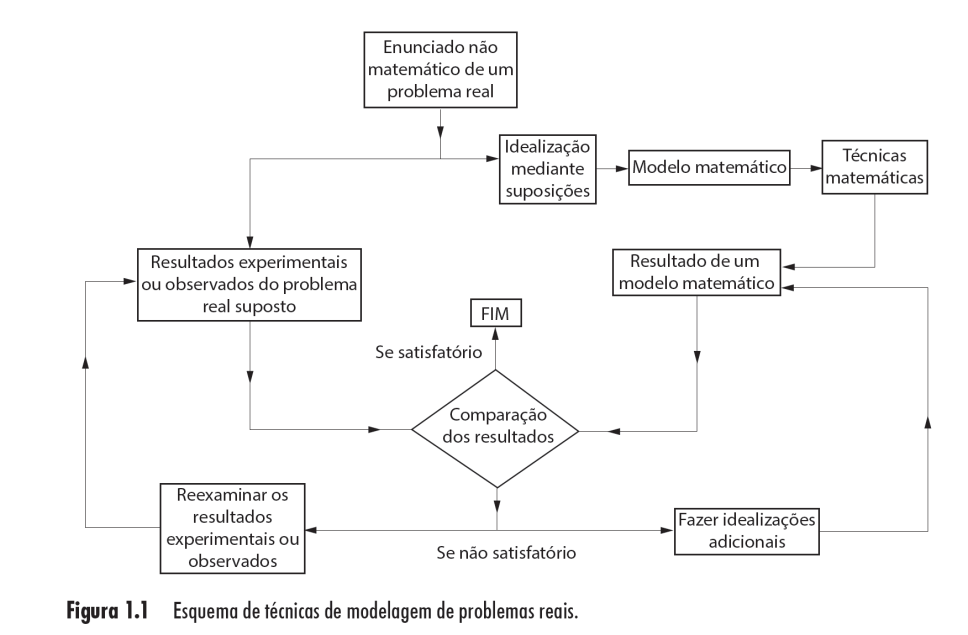 Enunciado não
matemático de um
problema real
Idealização
mediante
suposições
Modelo matemático
Técnicas
matemáticas
Resultados experimentais
ou observados do problema
real suposto
Resultado de um
modelo matemático
FIM
Se satisfatório
Comparação
dos resultados
Reexaminar os
resultados
experimentais ou
observados
Se não satisfatório
Fazer idealizações
adicionais
Figura 1.1 Esquema de técnicas de modelagem de problemas reais.